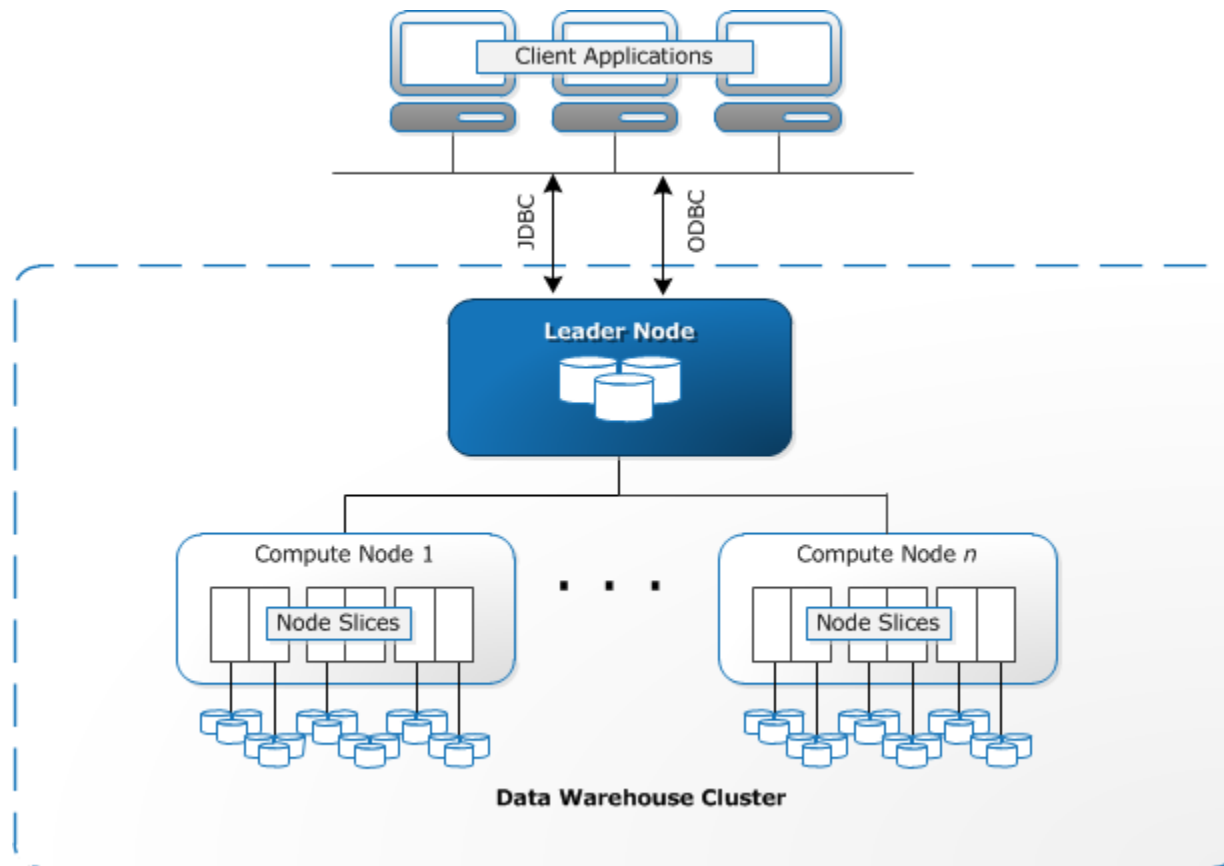 Client Applications
JDBC
ODBC
Leader Node
Compute Node 1
Compute Node n
. . .
Node Slices
Node Slices
Data Warehouse Cluster